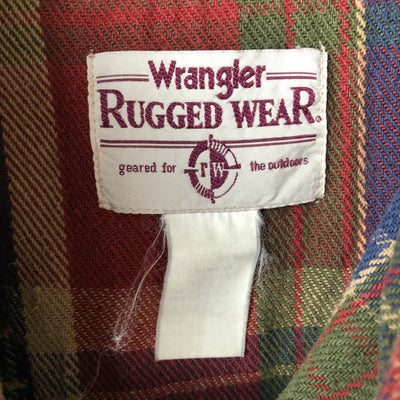 Wrangler
RUGGED WEAR®
geared for rW the outdoors